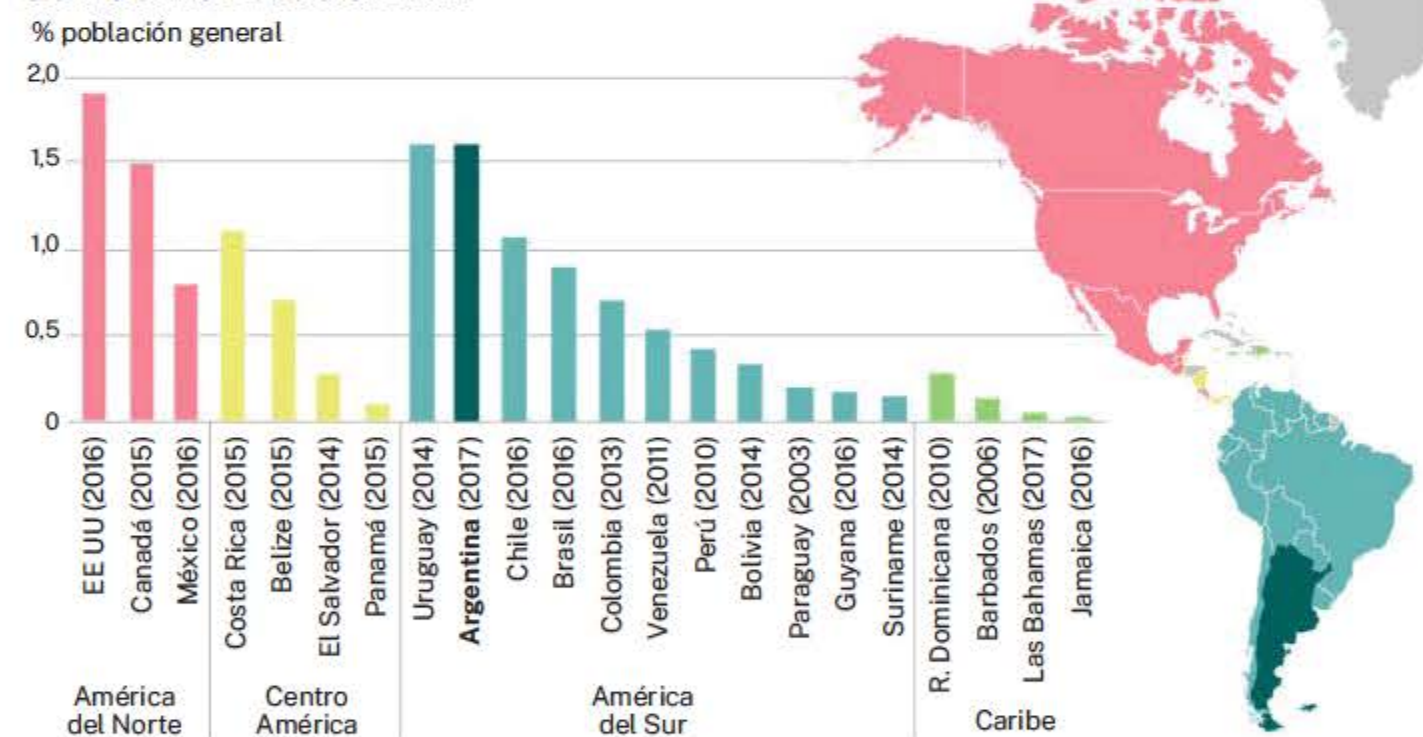 % población general
2,0
1,5
1,0
0,5
0
EE UU (2016)
Canadá (2015)
México (2016)
Costa Rica (2015)
Belize (2015)
El Salvador (2014)
Panamá (2015)
Uruguay (2014)
Argentina (2017)
Chile (2016)
Brasil (2016)
Colombia (2013)
Venezuela (2011)
Perú (2010)
Bolivia (2014)
Paraguay (2003)
Guyana (2016)
Suriname (2014)
R. Dominicana (2010)
Barbados (2006)
Las Bahamas (2017)
Jamaica (2016)
América
del Norte
Centro
América
América
del Sur
Caribe